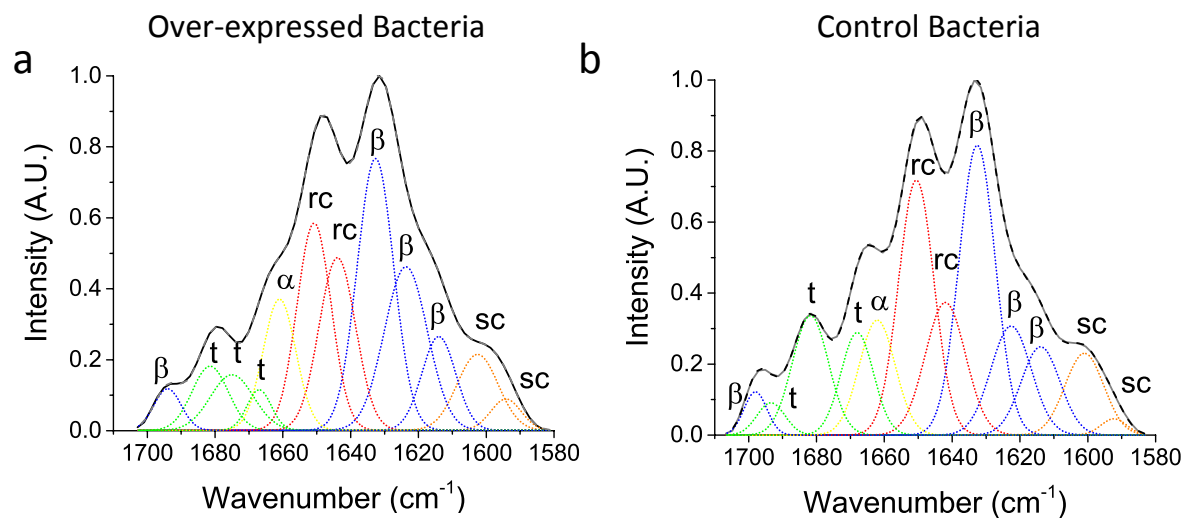 Over-expressed Bacteria
Control Bacteria
a
b
Intensity (A.U.)
1.0
0.8
0.6
0.4
0.2
0.0
β
t
t
t
α
rc
rc
β
β
β
sc
sc
1700 1680 1660 1640 1620 1600 1580
Wavenumber (cm⁻¹)
Intensity (A.U.)
1.0
0.8
0.6
0.4
0.2
0.0
β
t
t
t
α
rc
rc
β
β
β
sc
sc
1700 1680 1660 1640 1620 1600 1580
Wavenumber (cm⁻¹)